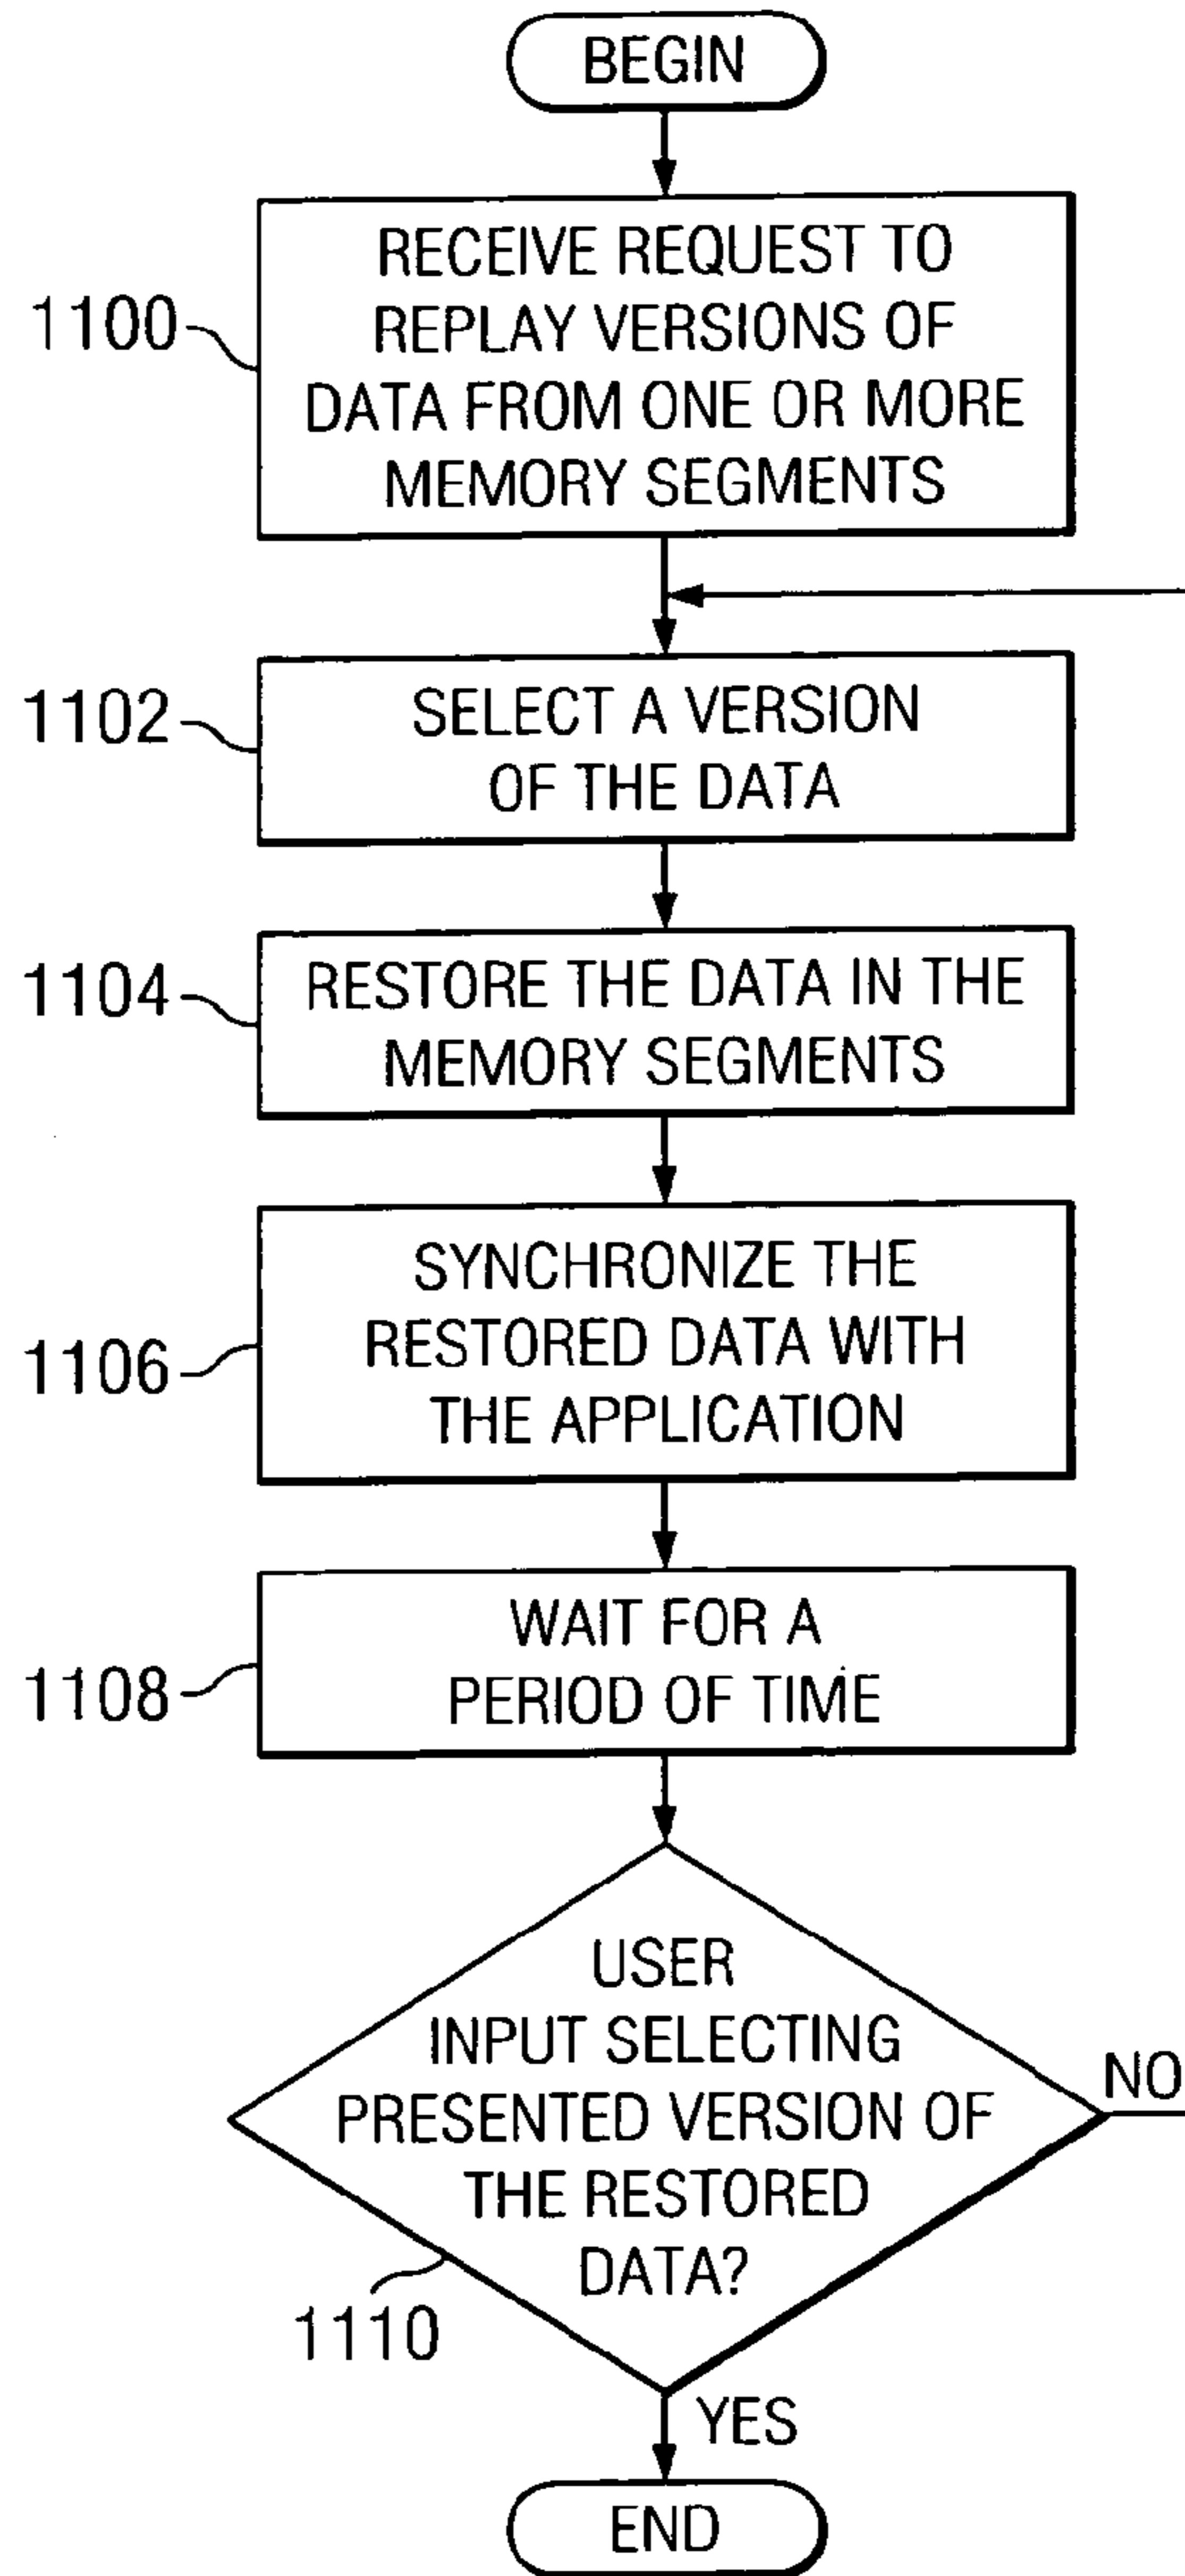 BEGIN
1100
RECEIVE REQUEST TO
REPLAY VERSIONS OF
DATA FROM ONE OR MORE
MEMORY SEGMENTS
1102
SELECT A VERSION
OF THE DATA
1104
RESTORE THE DATA IN THE
MEMORY SEGMENTS
1106
SYNCHRONIZE THE
RESTORED DATA WITH
THE APPLICATION
1108
WAIT FOR A
PERIOD OF TIME
USER
INPUT SELECTING
PRESENTED VERSION OF
THE RESTORED
DATA?
NO
1110
YES
END